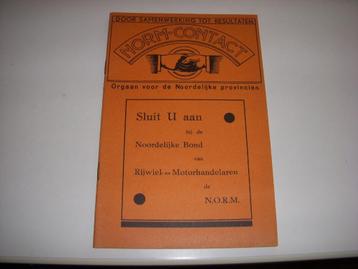 DOOR SAMENWERKING TOT RESULTATEN
NORM-CONTACT
Orgaan voor de Noordelijke provinciën
Sluit U aan
bij de
Noordelijke Bond
van
Rijwiel- en Motorhandelaren
de
N.O.R.M.